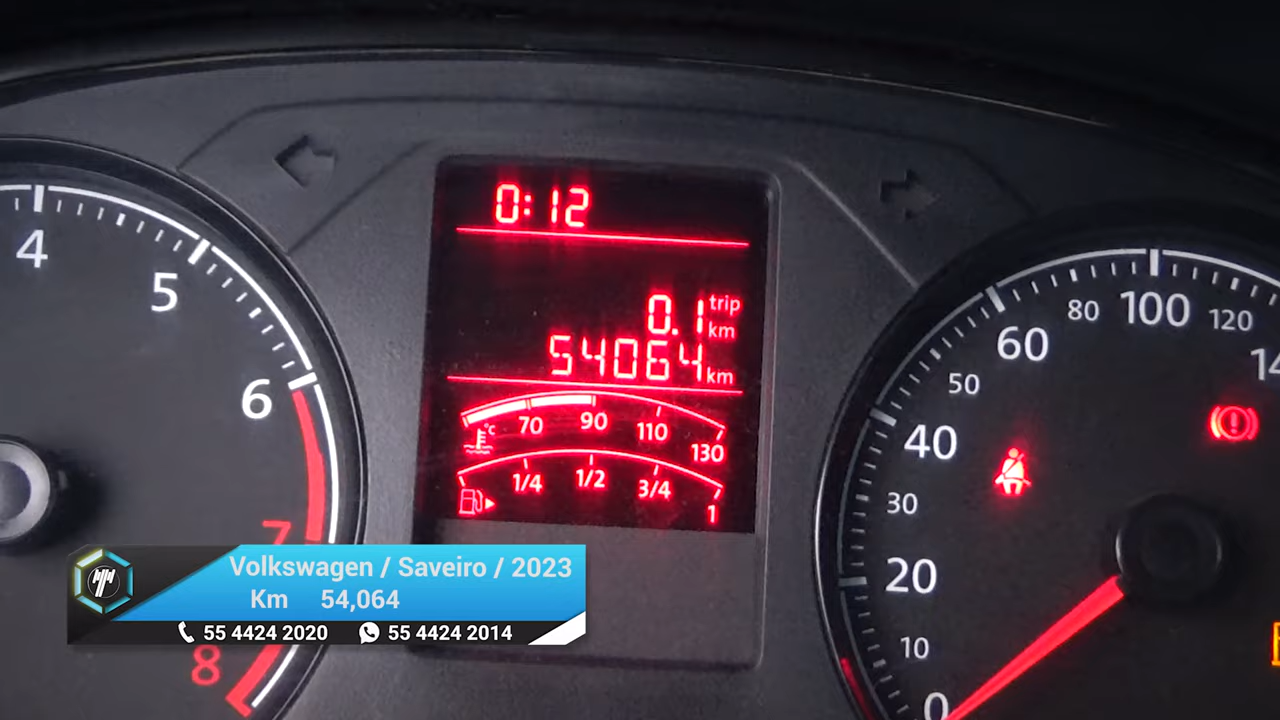 0:12
0.1 trip km
54064 km
°C 70 90 110 130
1/4 1/2 3/4 1
4 5 6 7 8
0 10 20 30 40 50 60 80 100 120
Volkswagen / Saveiro / 2023
Km 54,064
55 4424 2020 55 4424 2014